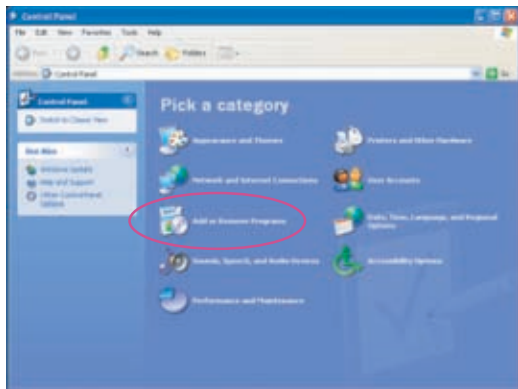 Control Panel
File Edit View Favorites Tools Help
Search Folders
Control Panel
Control Panel
Switch to Classic View
See Also
Windows Update
Help and Support
Other Control Panel
Options
Pick a category
Appearance and Themes
Printers and Other Hardware
Network and Internet Connections
User Accounts
Add or Remove Programs
Date, Time, Language, and Regional
Options
Sounds, Speech, and Audio Devices
Accessibility Options
Performance and Maintenance